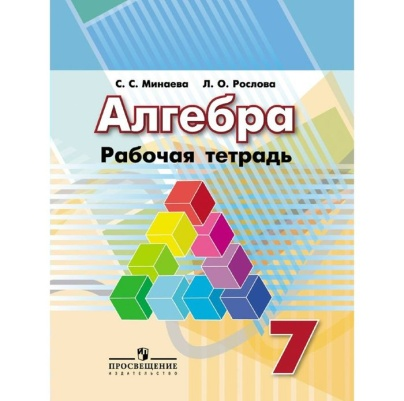 С. С. Минаева Л. О. Рослова
Алгебра
Рабочая тетрадь
7
ПРОСВЕЩЕНИЕ
ИЗДАТЕЛЬСТВО